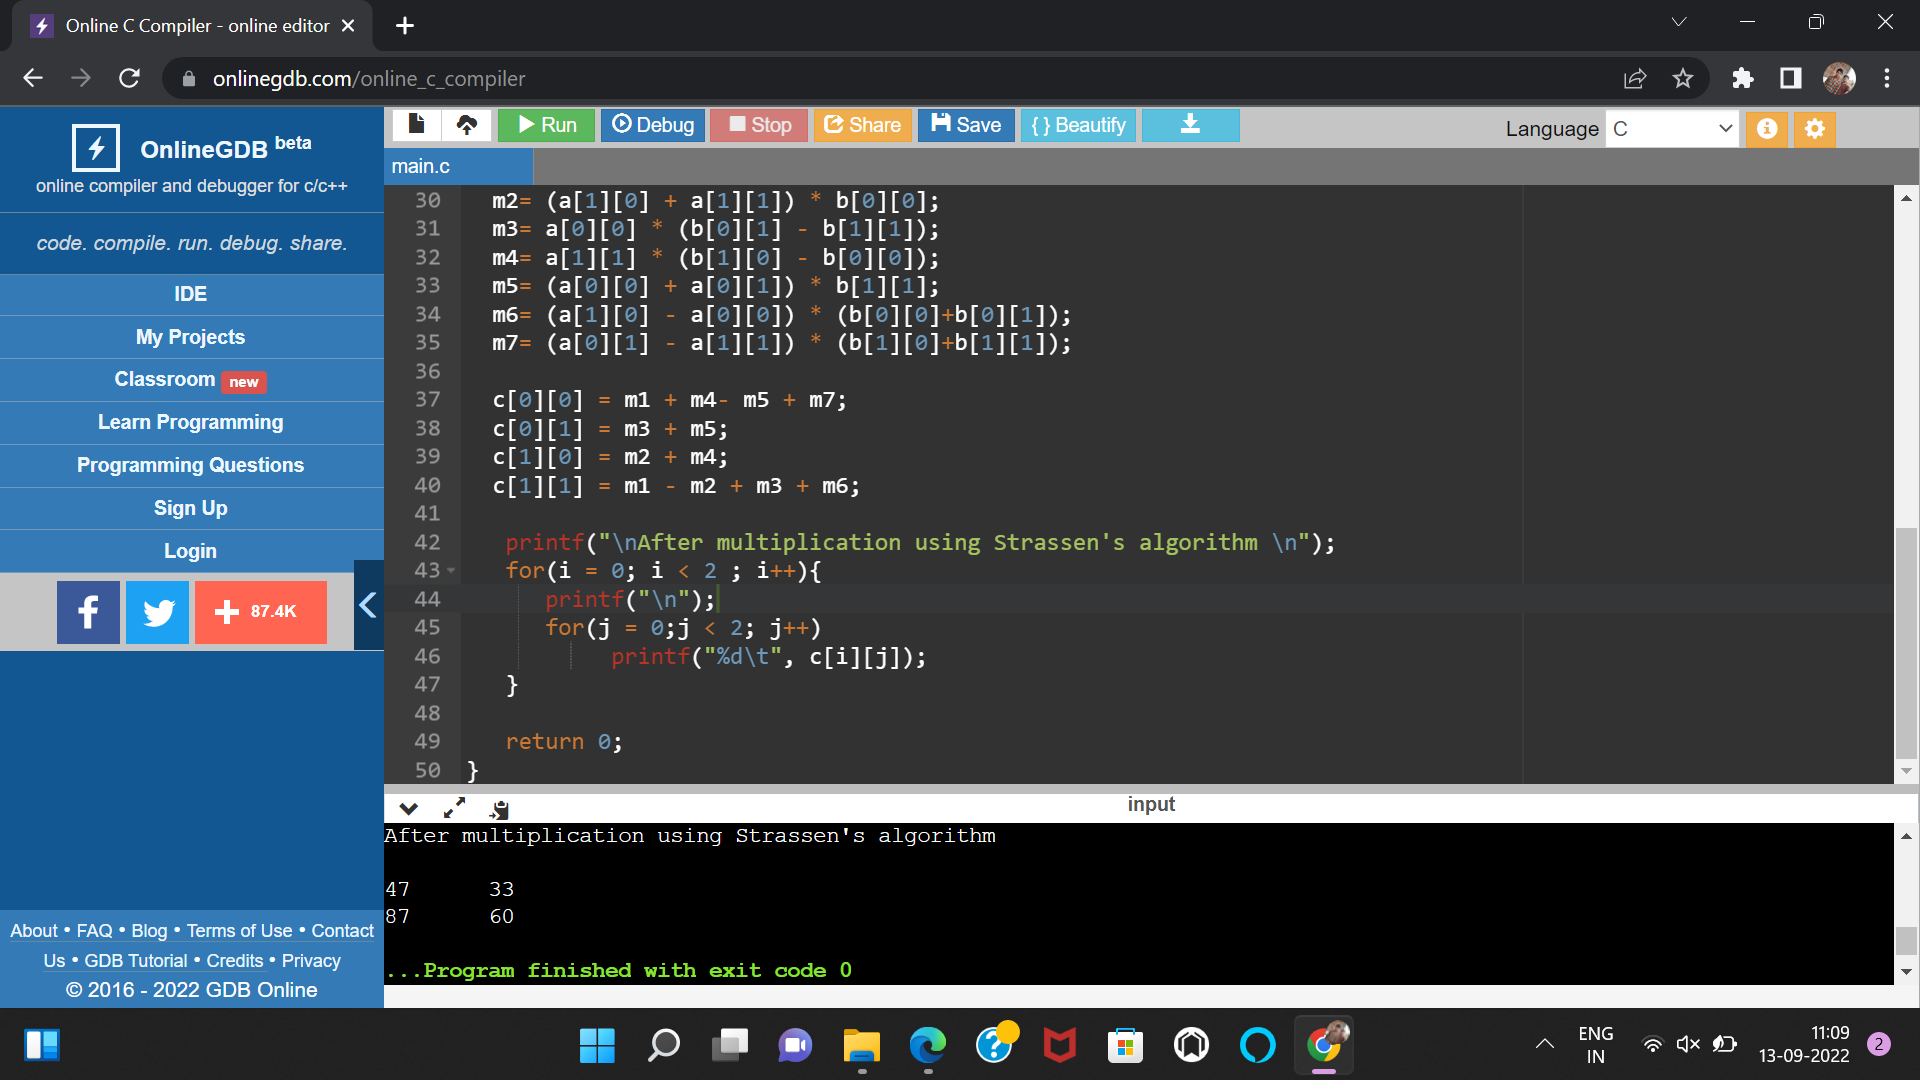 Online C Compiler - online editor
onlinegdb.com/online_c_compiler
OnlineGDB beta
online compiler and debugger for c/c++
code. compile. run. debug. share.
IDE
My Projects
Classroom new
Learn Programming
Programming Questions
Sign Up
Login
87.4K
About • FAQ • Blog • Terms of Use • Contact
Us • GDB Tutorial • Credits • Privacy
© 2016 - 2022 GDB Online
Run Debug Stop Share Save { } Beautify
Language C
main.c
30 m2= (a[1][0] + a[1][1]) * b[0][0];
31 m3= a[0][0] * (b[0][1] - b[1][1]);
32 m4= a[1][1] * (b[1][0] - b[0][0]);
33 m5= (a[0][0] + a[0][1]) * b[1][1];
34 m6= (a[1][0] - a[0][0]) * (b[0][0]+b[0][1]);
35 m7= (a[0][1] - a[1][1]) * (b[1][0]+b[1][1]);
36
37 c[0][0] = m1 + m4- m5 + m7;
38 c[0][1] = m3 + m5;
39 c[1][0] = m2 + m4;
40 c[1][1] = m1 - m2 + m3 + m6;
41
42 printf("\nAfter multiplication using Strassen's algorithm \n");
43 for(i = 0; i < 2 ; i++){
44 printf("\n");
45 for(j = 0;j < 2; j++)
46 printf("%d\t", c[i][j]);
47 }
48
49 return 0;
50 }
input
After multiplication using Strassen's algorithm
47 33
87 60
...Program finished with exit code 0
ENG
IN
11:09
13-09-2022
2